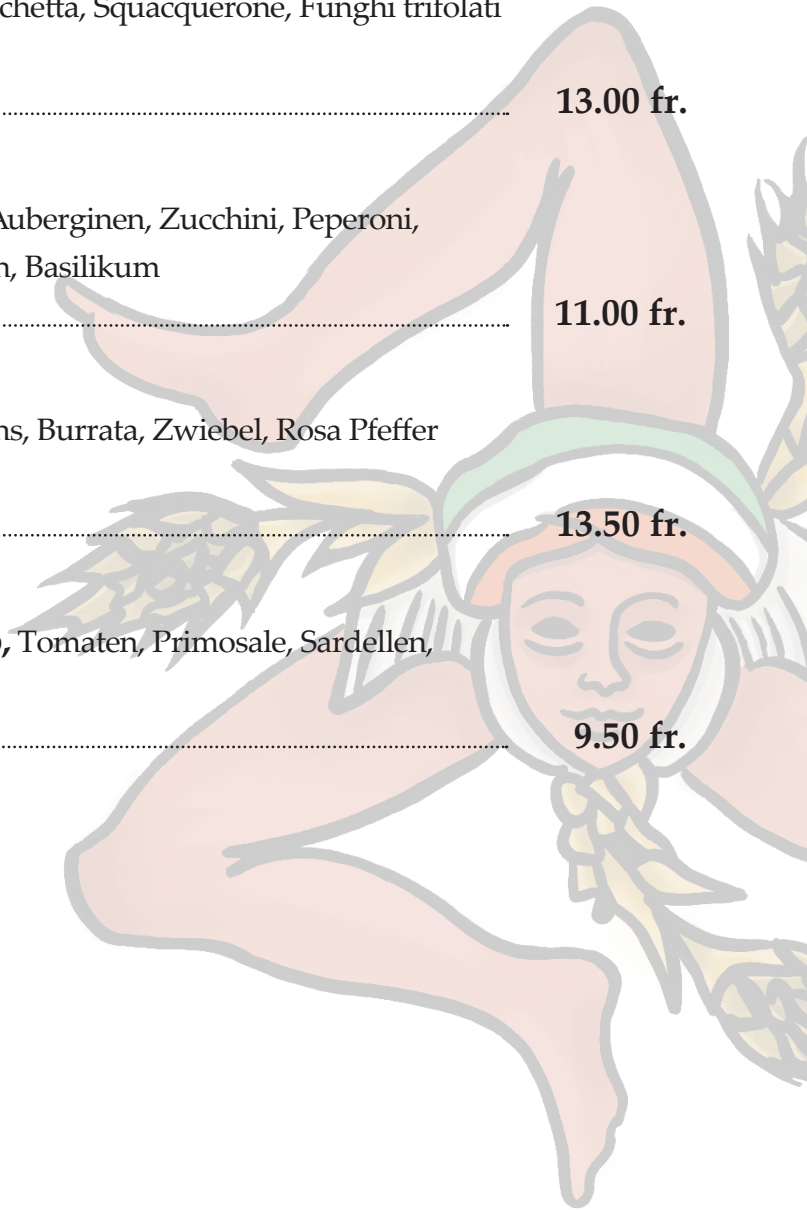 chetta, Squacquerone, Funghi trifolati
13.00 fr.
Auberginen, Zucchini, Peperoni,
n, Basilikum
11.00 fr.
ns, Burrata, Zwiebel, Rosa Pfeffer
13.50 fr.
, Tomaten, Primosale, Sardellen,
9.50 fr.